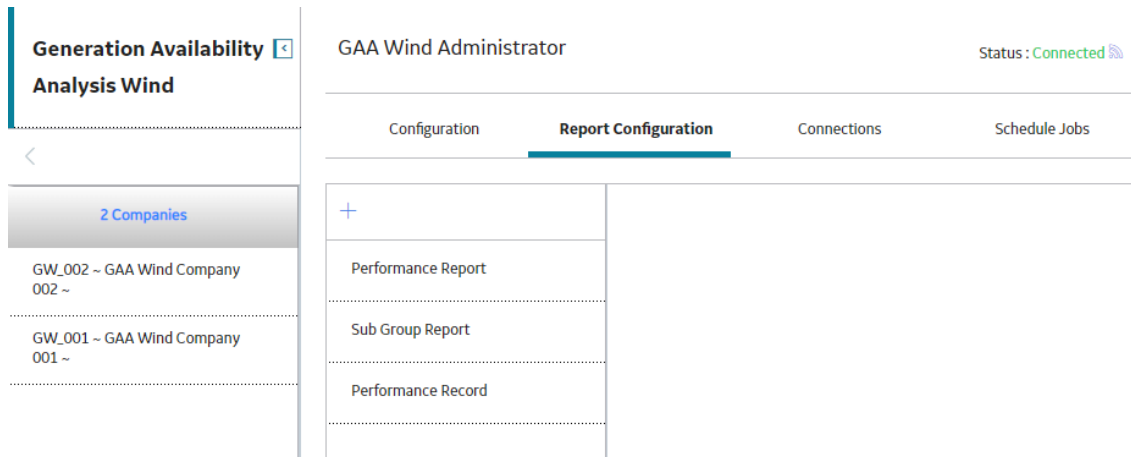 Generation Availability
Analysis Wind
GAA Wind Administrator
Status : Connected
Configuration
Report Configuration
Connections
Schedule Jobs
2 Companies
GW_002 ~ GAA Wind Company
002 ~
GW_001 ~ GAA Wind Company
001 ~
Performance Report
Sub Group Report
Performance Record